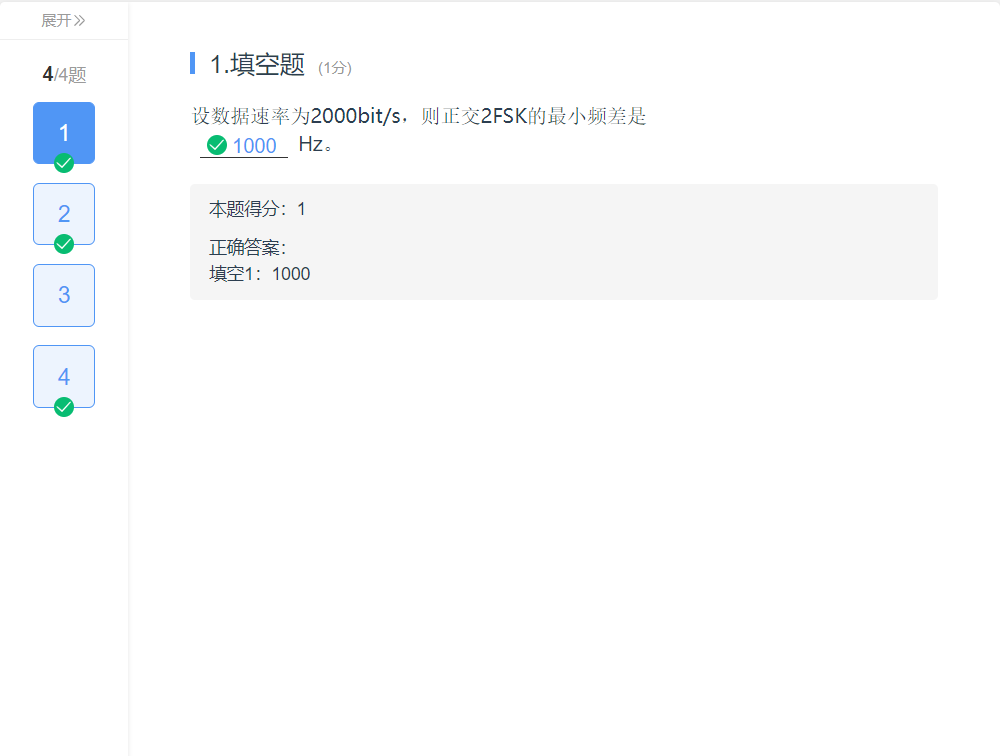 展开
4/4题
1
2
3
4
1.填空题 (1分)
设数据速率为2000bit/s，则正交2FSK的最小频差是
1000 Hz。
本题得分：1
正确答案：
填空1：1000